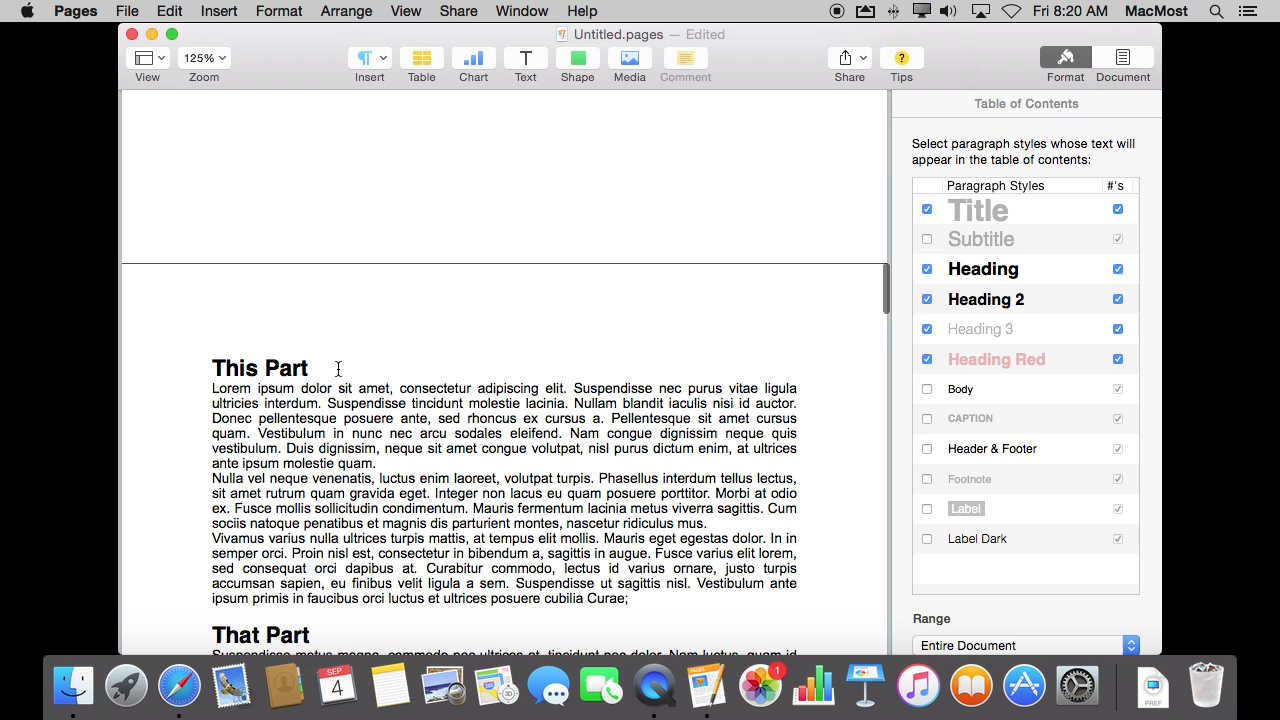 Pages File Edit Insert Format Arrange View Share Window Help Fri 8:20 AM MacMost
Untitled.pages — Edited
125%
View Zoom Insert Table Chart Text Shape Media Comment Share Tips Format Document
Table of Contents
Select paragraph styles whose text will
appear in the table of contents:
Paragraph Styles #'s
Title
Subtitle
Heading
Heading 2
Heading 3
Heading Red
Body
CAPTION
Header & Footer
Footnote
Label
Label Dark
Range
Entire Document
This Part
Lorem ipsum dolor sit amet, consectetur adipiscing elit. Suspendisse nec purus vitae ligula
ultricies interdum. Suspendisse tincidunt molestie lacinia. Nullam blandit iaculis nisi id auctor.
Donec pellentesque posuere ante, sed rhoncus ex cursus a. Pellentesque sit amet cursus
quam. Vestibulum in nunc nec arcu sodales eleifend. Nam congue dignissim neque quis
vestibulum. Duis dignissim, neque sit amet congue volutpat, nisl purus dictum enim, at ultrices
ante ipsum molestie quam.
Nulla vel neque venenatis, luctus enim laoreet, volutpat turpis. Phasellus interdum tellus lectus,
sit amet rutrum quam gravida eget. Integer non lacus eu quam posuere porttitor. Morbi at odio
ex. Fusce mollis sollicitudin condimentum. Mauris fermentum lacinia metus viverra sagittis. Cum
sociis natoque penatibus et magnis dis parturient montes, nascetur ridiculus mus.
Vivamus varius nulla ultrices turpis mattis, at tempus elit mollis. Mauris eget egestas dolor. In in
semper orci. Proin nisl est, consectetur in bibendum a, sagittis in augue. Fusce varius elit lorem,
sed consequat orci dapibus at. Curabitur commodo, lectus id varius ornare, justo turpis
accumsan sapien, eu finibus velit ligula a sem. Suspendisse ut sagittis nisl. Vestibulum ante
ipsum primis in faucibus orci luctus et ultrices posuere cubilia Curae;
That Part
SEP
4
1
PREF